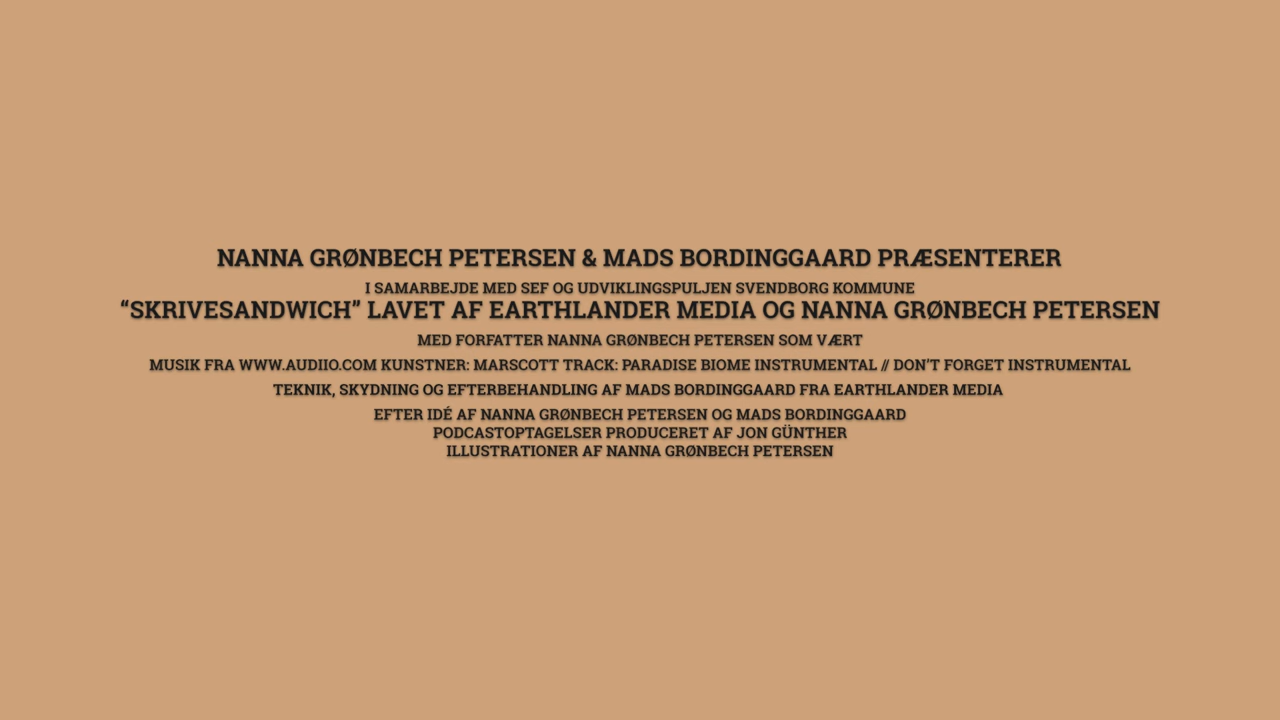 NANNA GRØNBECH PETERSEN & MADS BORDINGGAARD PRÆSENTERER
I SAMARBEJDE MED SEF OG UDVIKLINGSPULJEN SVENDBORG KOMMUNE
“SKRIVESANDWICH” LAVET AF EARTHLANDER MEDIA OG NANNA GRØNBECH PETERSEN
MED FORFATTER NANNA GRØNBECH PETERSEN SOM VÆRT
MUSIK FRA WWW.AUDIIO.COM KUNSTNER: MARSCOTT TRACK: PARADISE BIOME INSTRUMENTAL // DON’T FORGET INSTRUMENTAL
TEKNIK, SKYDNING OG EFTERBEHANDLING AF MADS BORDINGGAARD FRA EARTHLANDER MEDIA
EFTER IDÉ AF NANNA GRØNBECH PETERSEN OG MADS BORDINGGAARD
PODCASTOPTAGELSER PRODUCERET AF JON GÜNTHER
ILLUSTRATIONER AF NANNA GRØNBECH PETERSEN